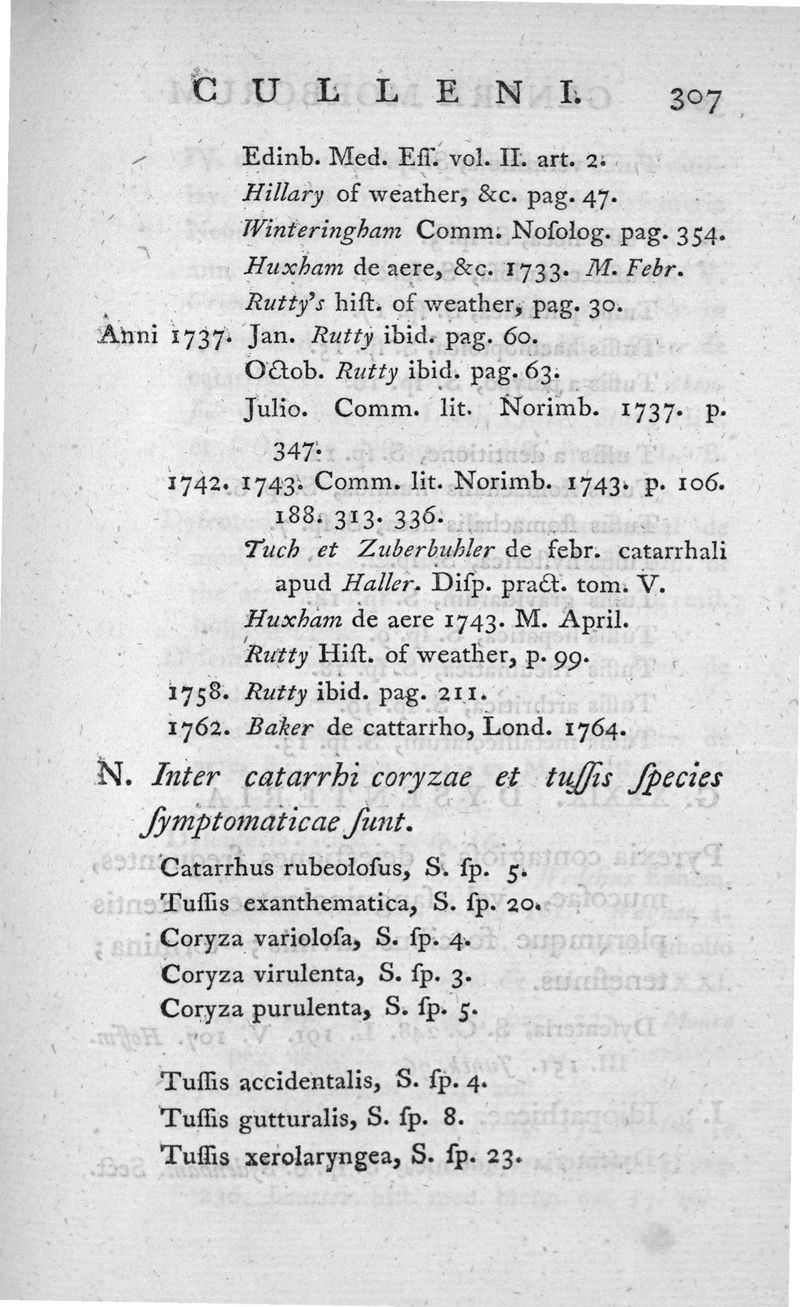 CULLENI. 307
Edinb. Med. Eſſ. vol. II. art. 2.
Hillary of weather, &c. pag. 47.
Winteringham Comm. Noſolog. pag. 354.
Huxham de aere, &c. 1733. M. Febr.
Rutty's hiſt. of weather, pag. 30.
Anni 1737. Jan. Rutty ibid. pag. 60.
Octob. Rutty ibid. pag. 63.
Julio. Comm. lit. Norimb. 1737. p.
347.
1742. 1743. Comm. lit. Norimb. 1743. p. 106.
188. 313. 336.
Tuch et Zuberbuhler de febr. catarrhali
apud Haller. Diſp. pract. tom. V.
Huxham de aere 1743. M. April.
Rutty Hiſt. of weather, p. 99.
1758. Rutty ibid. pag. 211.
1762. Baker de cattarrho, Lond. 1764.
N. Inter catarrhi coryzae et tuſſis ſpecies
ſymptomaticae ſunt.
Catarrhus rubeoloſus, S. ſp. 5.
Tuſſis exanthematica, S. ſp. 20.
Coryza varioloſa, S. ſp. 4.
Coryza virulenta, S. ſp. 3.
Coryza purulenta, S. ſp. 5.
Tuſſis accidentalis, S. ſp. 4.
Tuſſis gutturalis, S. ſp. 8.
Tuſſis xerolaryngea, S. ſp. 23.